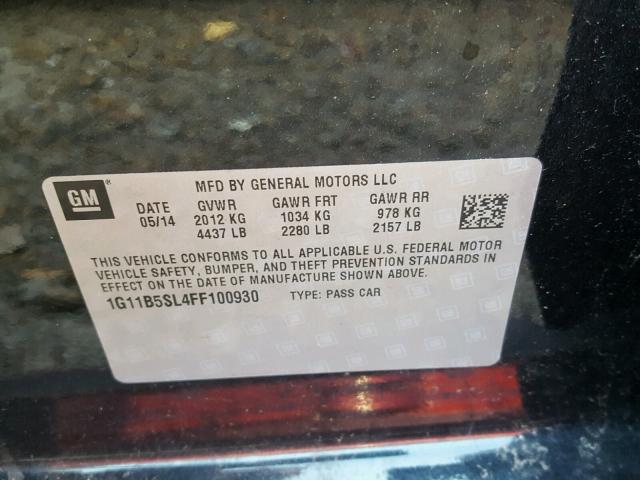 GM ®
MFD BY GENERAL MOTORS LLC
DATE GVWR GAWR FRT GAWR RR
05/14 2012 KG 1034 KG 978 KG
4437 LB 2280 LB 2157 LB
THIS VEHICLE CONFORMS TO ALL APPLICABLE U.S. FEDERAL MOTOR
VEHICLE SAFETY, BUMPER, AND THEFT PREVENTION STANDARDS IN
EFFECT ON THE DATE OF MANUFACTURE SHOWN ABOVE.
1G11B5SL4FF100930 TYPE: PASS CAR